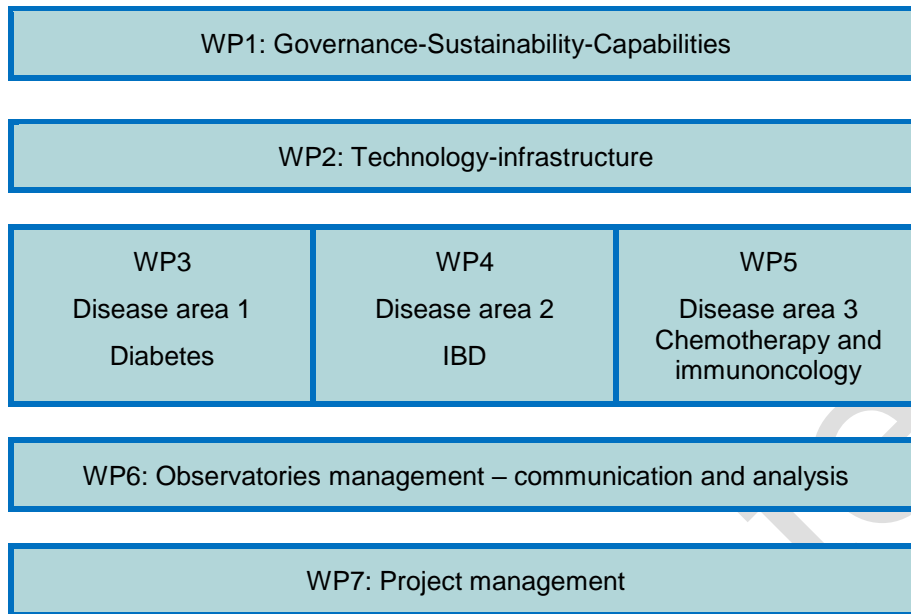 WP1: Governance-Sustainability-Capabilities
WP2: Technology-infrastructure
WP3
Disease area 1
Diabetes
WP4
Disease area 2
IBD
WP5
Disease area 3
Chemotherapy and
immunoncology
WP6: Observatories management – communication and analysis
WP7: Project management